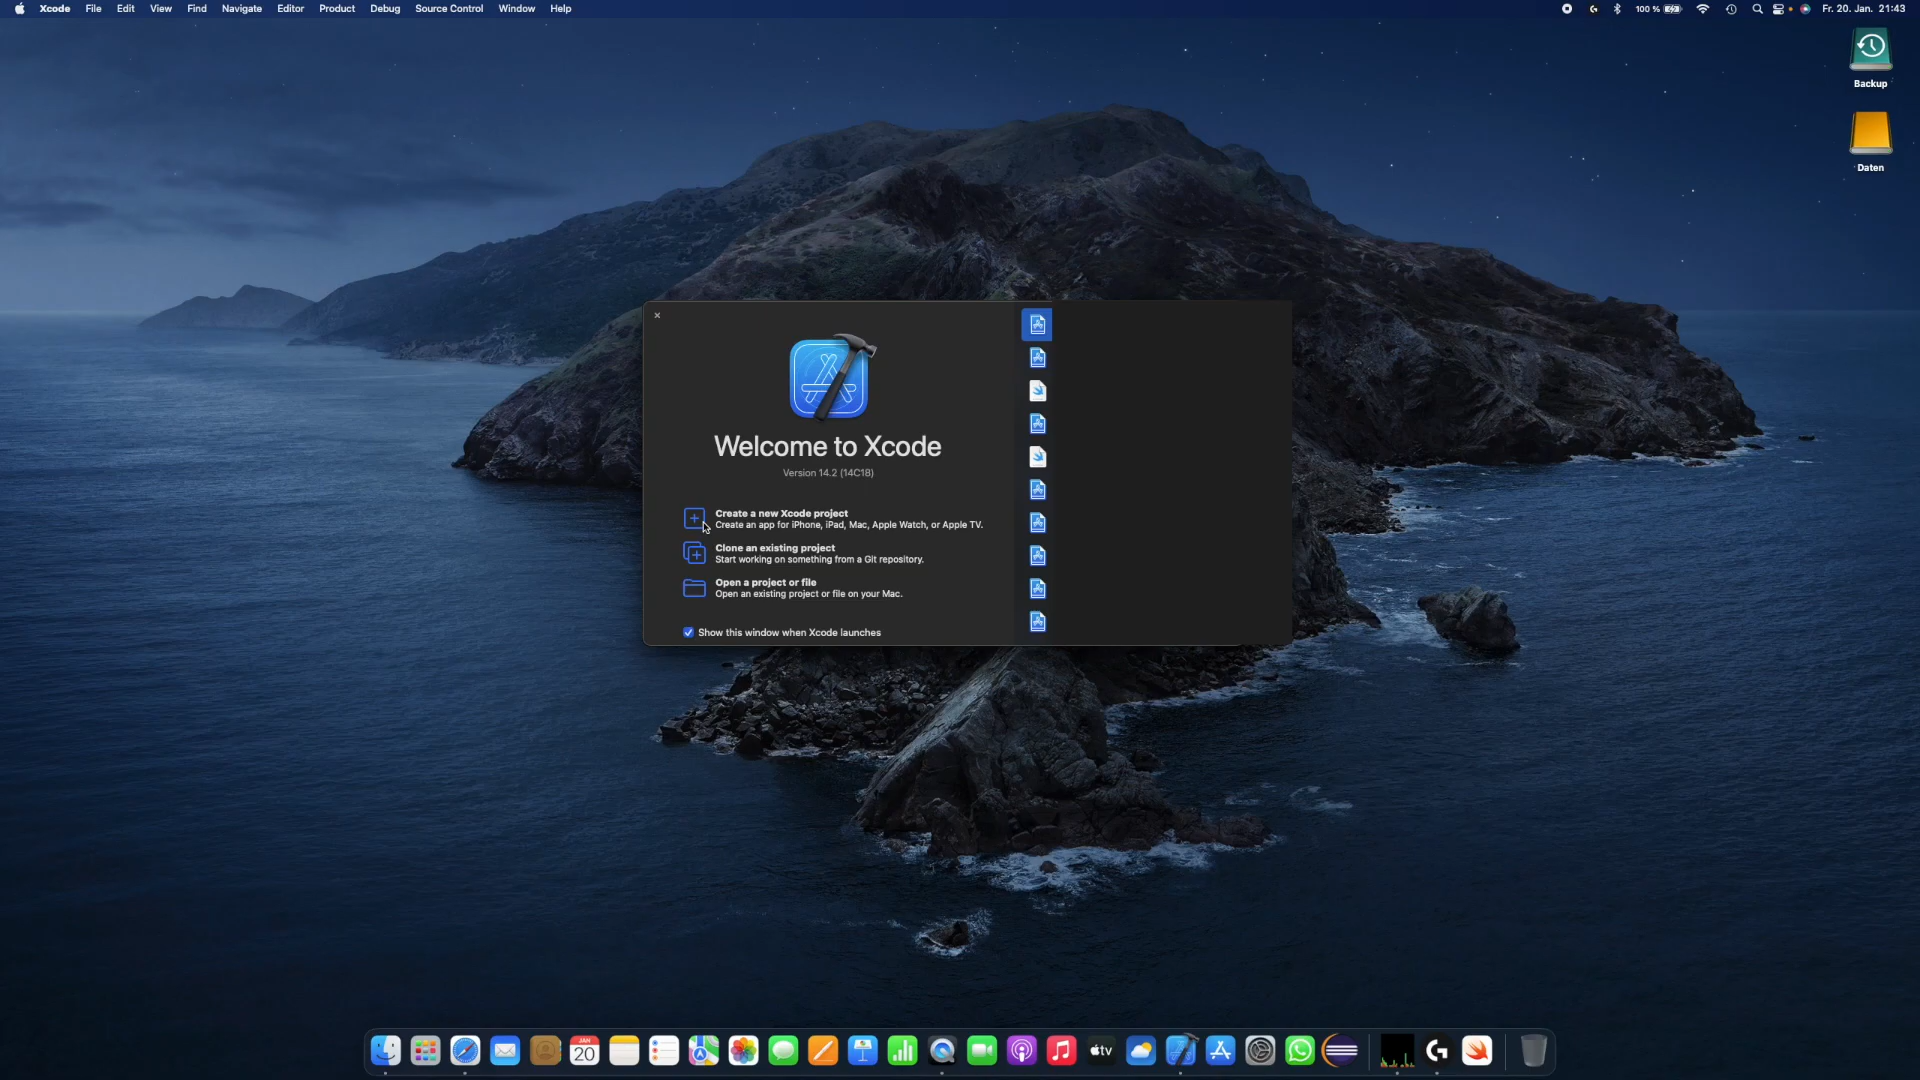 Xcode File Edit View Find Navigate Editor Product Debug Source Control Window Help
100 % Fr. 20. Jan. 21:43
Backup
Daten
Welcome to Xcode
Version 14.2 (14C18)
Create a new Xcode project
Create an app for iPhone, iPad, Mac, Apple Watch, or Apple TV.
Clone an existing project
Start working on something from a Git repository.
Open a project or file
Open an existing project or file on your Mac.
Show this window when Xcode launches
JAN
20
tv